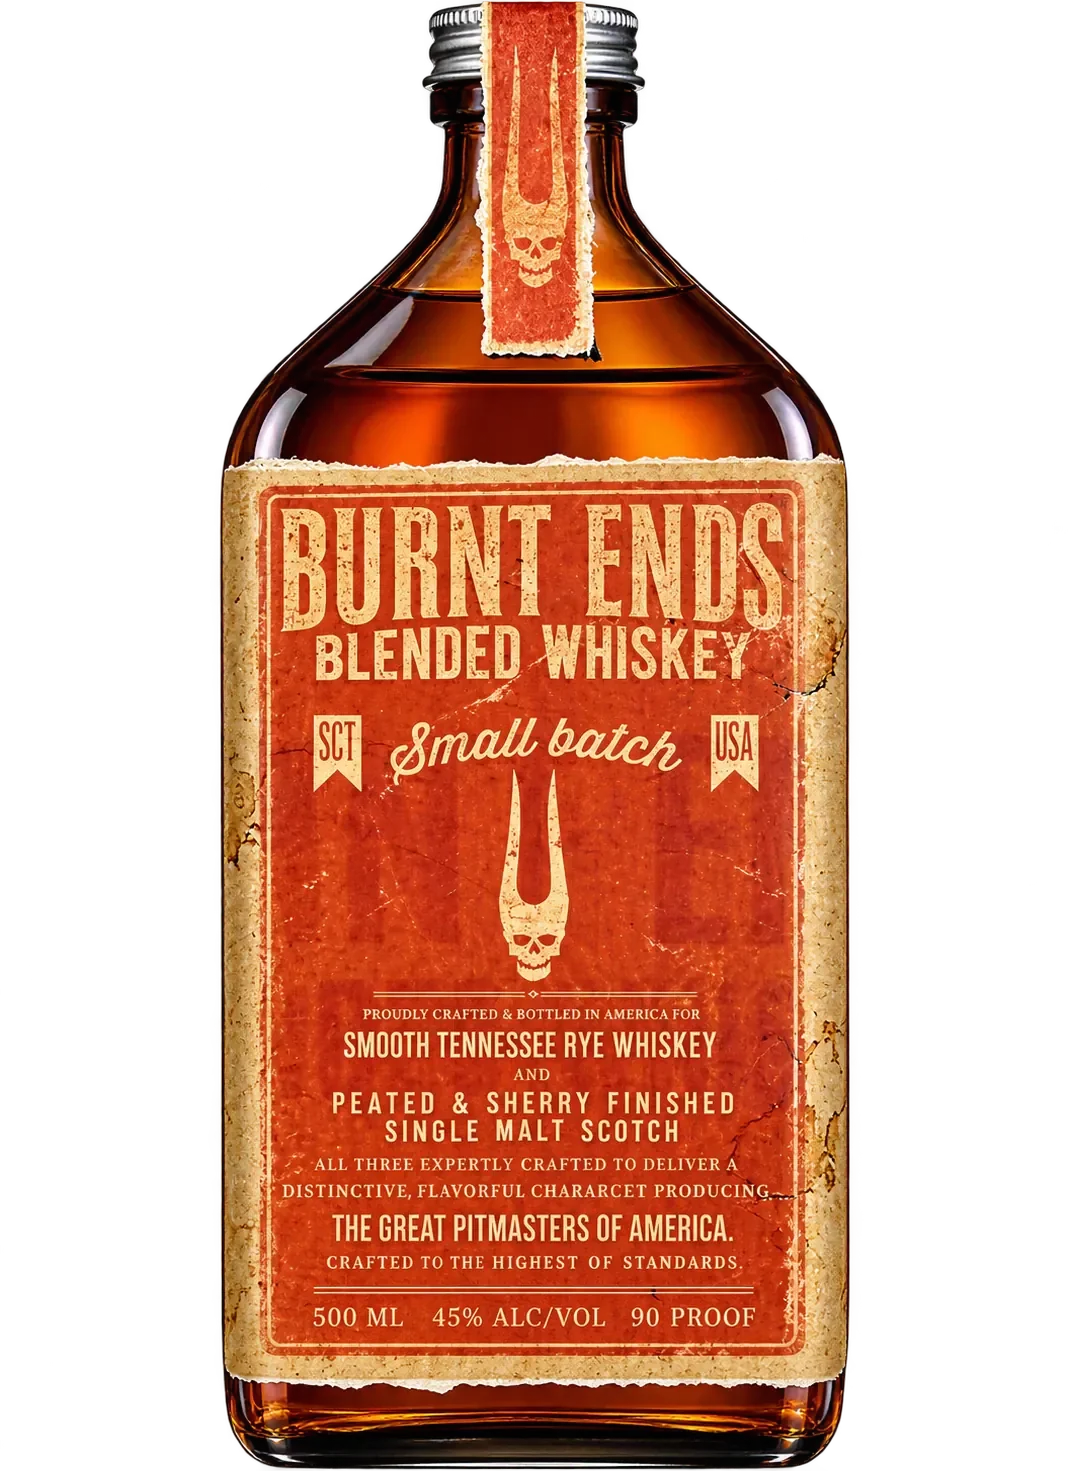 BURNT ENDS
BLENDED WHISKEY
SCT
Small batch
USA
PROUDLY CRAFTED & BOTTLED IN AMERICA FOR
SMOOTH TENNESSEE RYE WHISKEY
AND
PEATED & SHERRY FINISHED
SINGLE MALT SCOTCH
ALL THREE EXPERTLY CRAFTED TO DELIVER A
DISTINCTIVE, FLAVORFUL CHARARCET PRODUCING
THE GREAT PITMASTERS OF AMERICA.
CRAFTED TO THE HIGHEST OF STANDARDS.
500 ML 45% ALC/VOL 90 PROOF